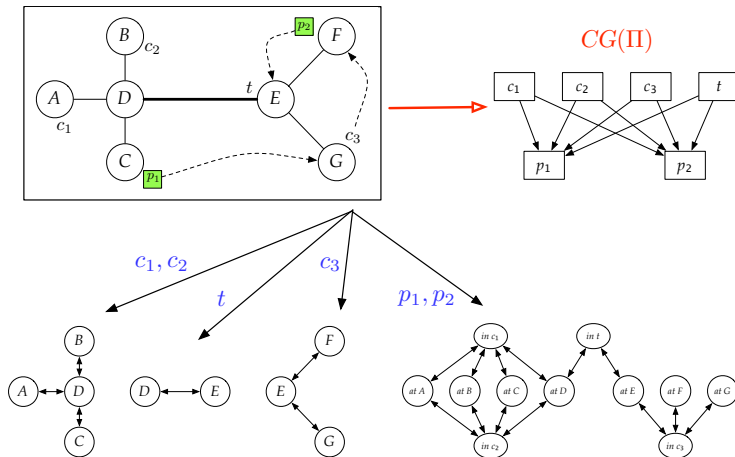 B
p₂
F
CG(Π)
c₂
A
D
t
E
c₁
c₂
c₃
t
c₁
c₃
C
p₁
G
p₁
p₂
c₁, c₂
c₃
t
p₁, p₂
B
F
in c₁
in t
A
D
D
E
E
at A
at B
at C
at D
at E
at F
at G
C
G
in c₂
in c₃